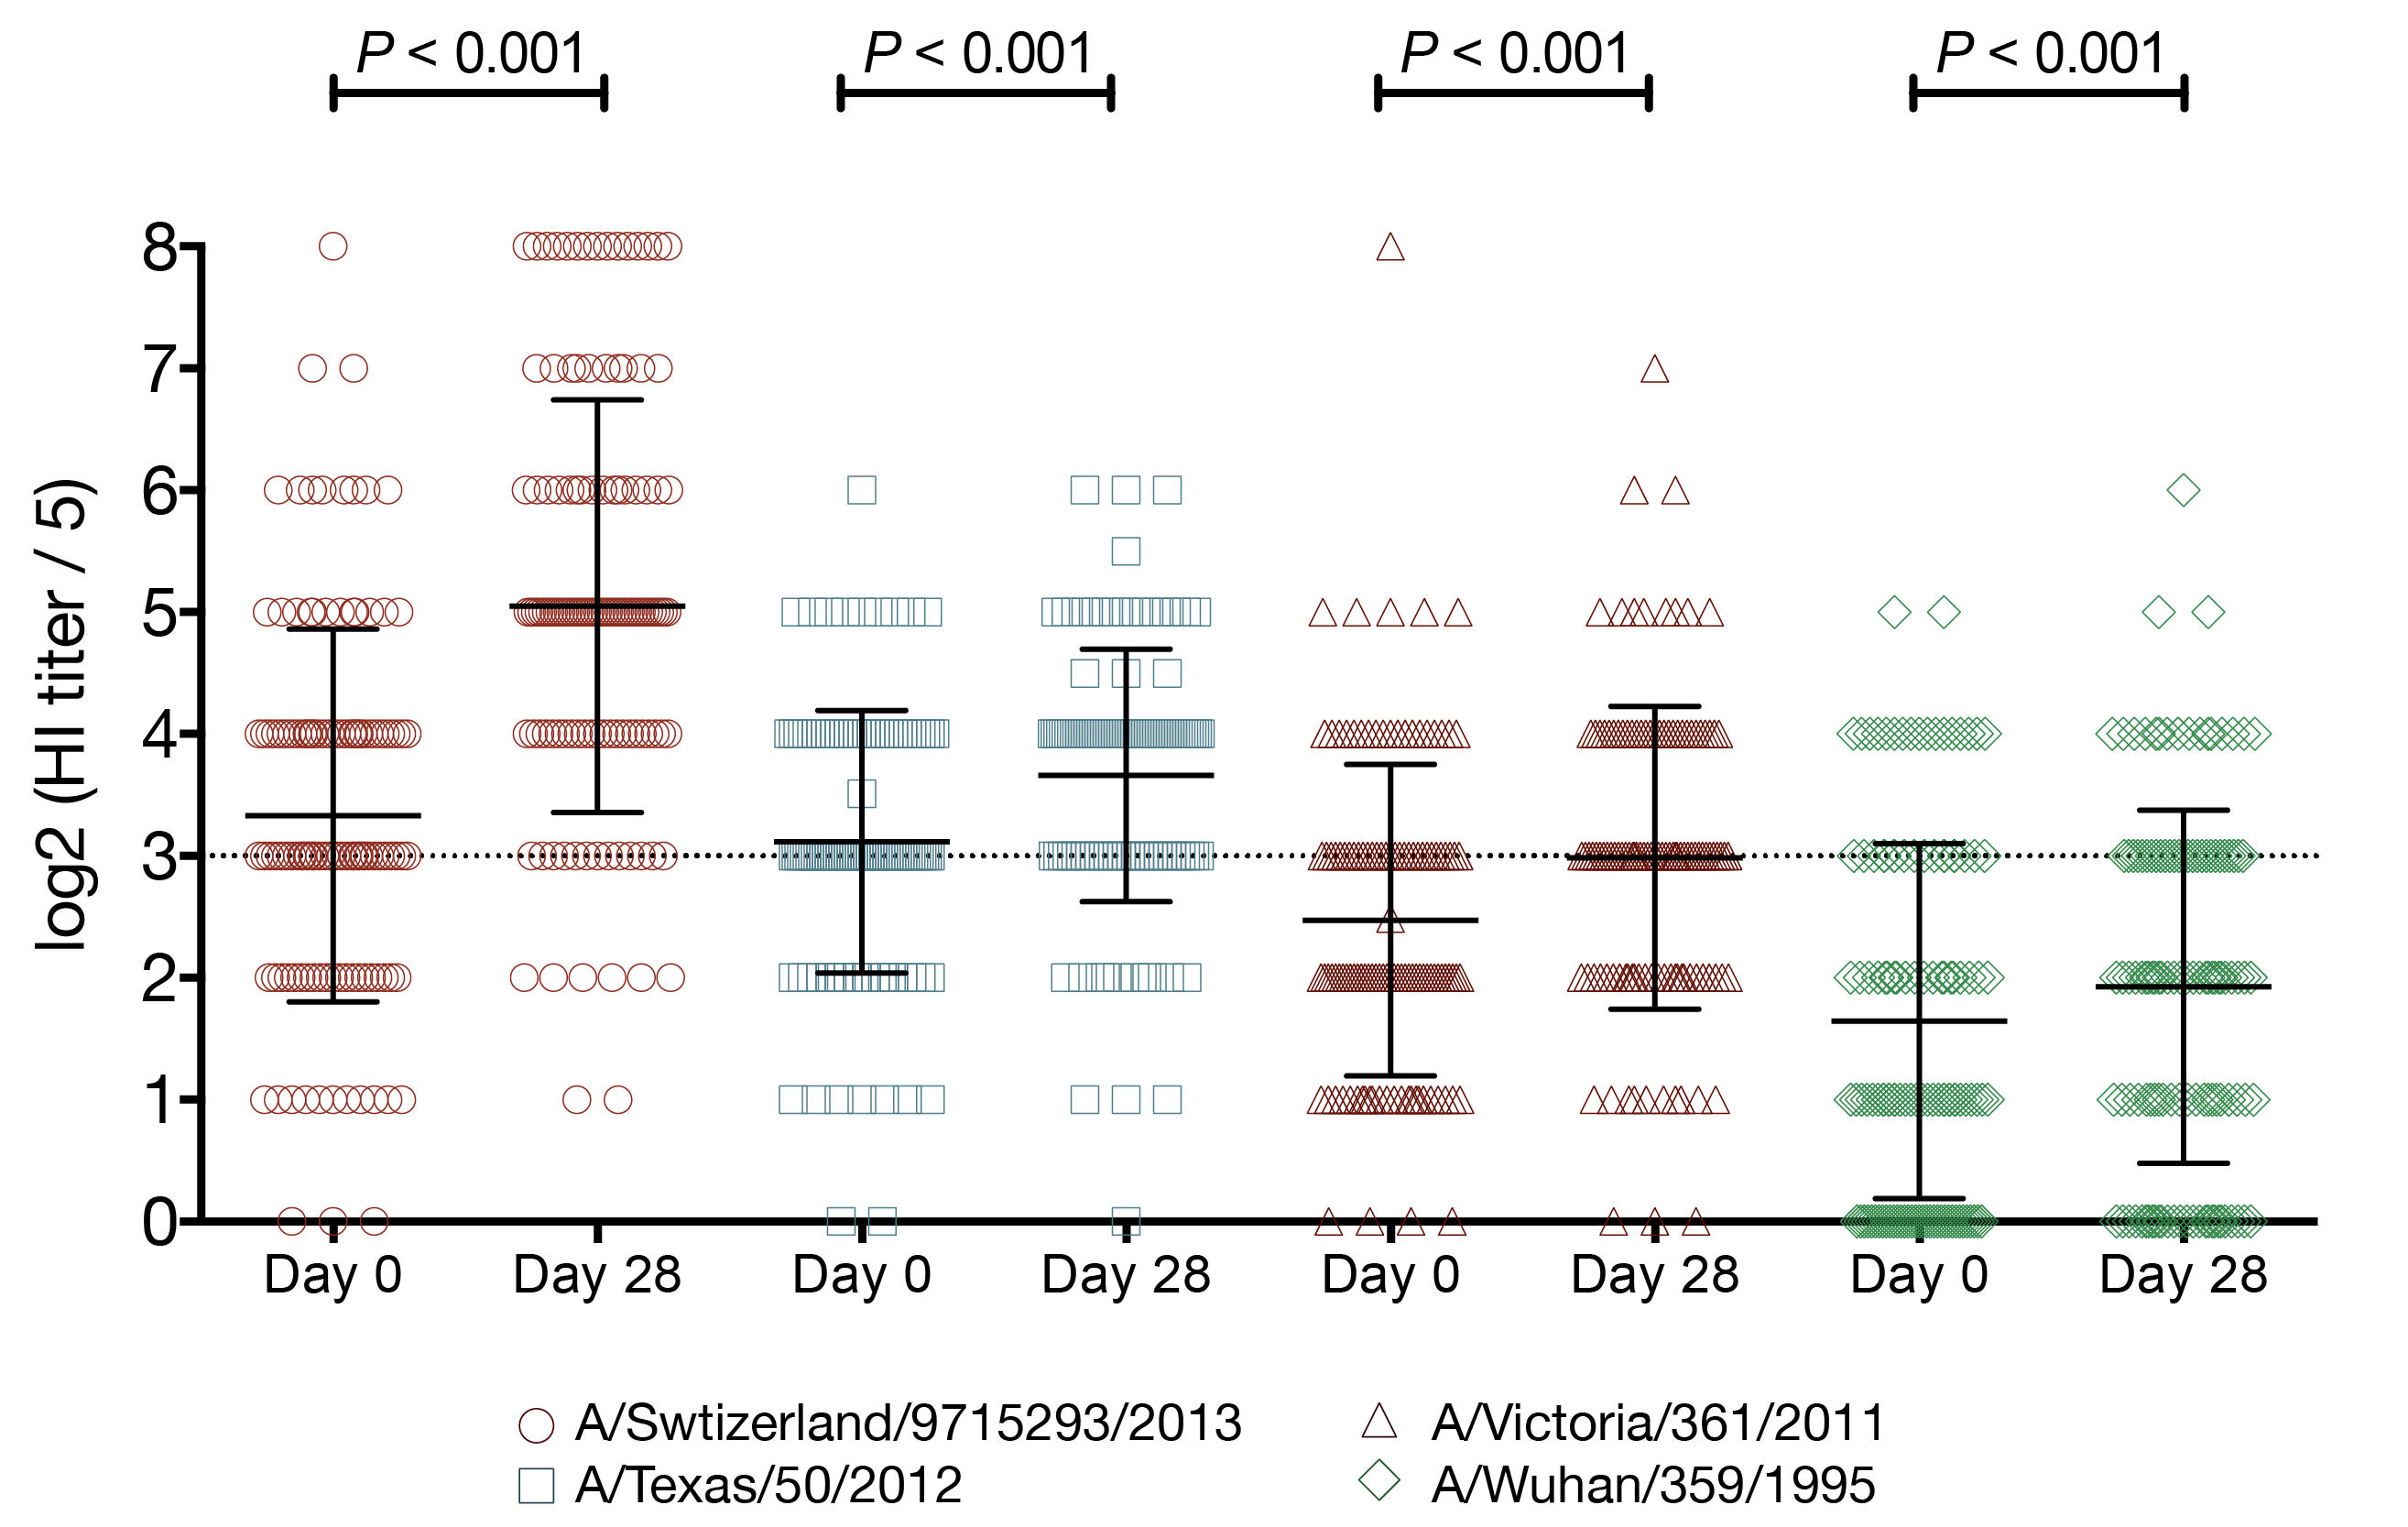 P < 0.001 P < 0.001 P < 0.001 P < 0.001
log2 (HI titer / 5)
8
7
6
5
4
3
2
1
0
Day 0 Day 28 Day 0 Day 28 Day 0 Day 28 Day 0 Day 28
A/Swtizerland/9715293/2013 A/Victoria/361/2011
A/Texas/50/2012 A/Wuhan/359/1995